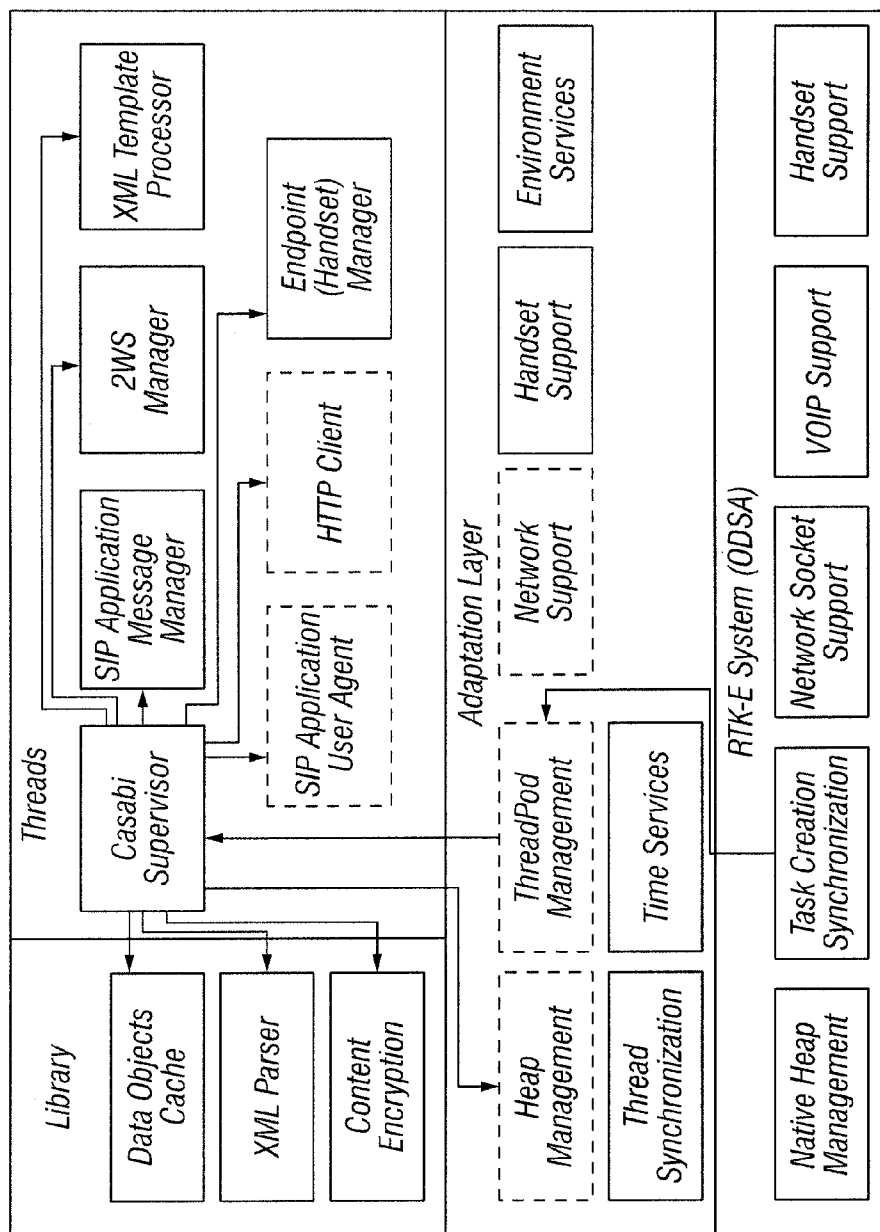 Library
Data Objects
Cache
XML Parser
Content
Encryption
Threads
Casabi
Supervisor
SIP Application
Message
Manager
2WS
Manager
XML Template
Processor
SIP Application
User Agent
HTTP Client
Endpoint
(Handset)
Manager
Adaptation Layer
Heap
Management
ThreadPod
Management
Network
Support
Handset
Support
Environment
Services
Thread
Synchronization
Time Services
RTK-E System (ODSA)
Native Heap
Management
Task Creation
Synchronization
Network Socket
Support
VOIP Support
Handset
Support